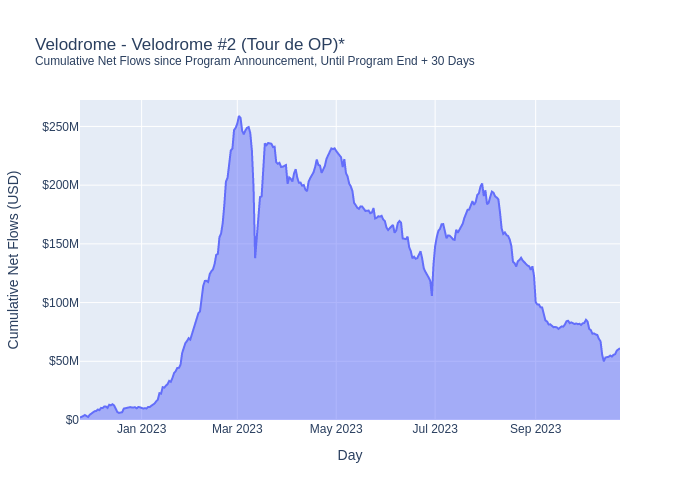 Velodrome - Velodrome #2 (Tour de OP)*
Cumulative Net Flows since Program Announcement, Until Program End + 30 Days
Cumulative Net Flows (USD)
$250M
$200M
$150M
$100M
$50M
$0
Jan 2023
Mar 2023
May 2023
Jul 2023
Sep 2023
Day